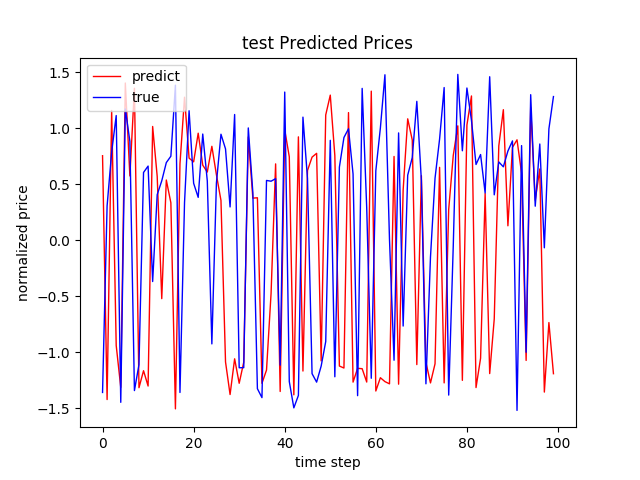 test Predicted Prices
predict
true
normalized price
1.5
1.0
0.5
0.0
−0.5
−1.0
−1.5
0 20 40 60 80 100
time step